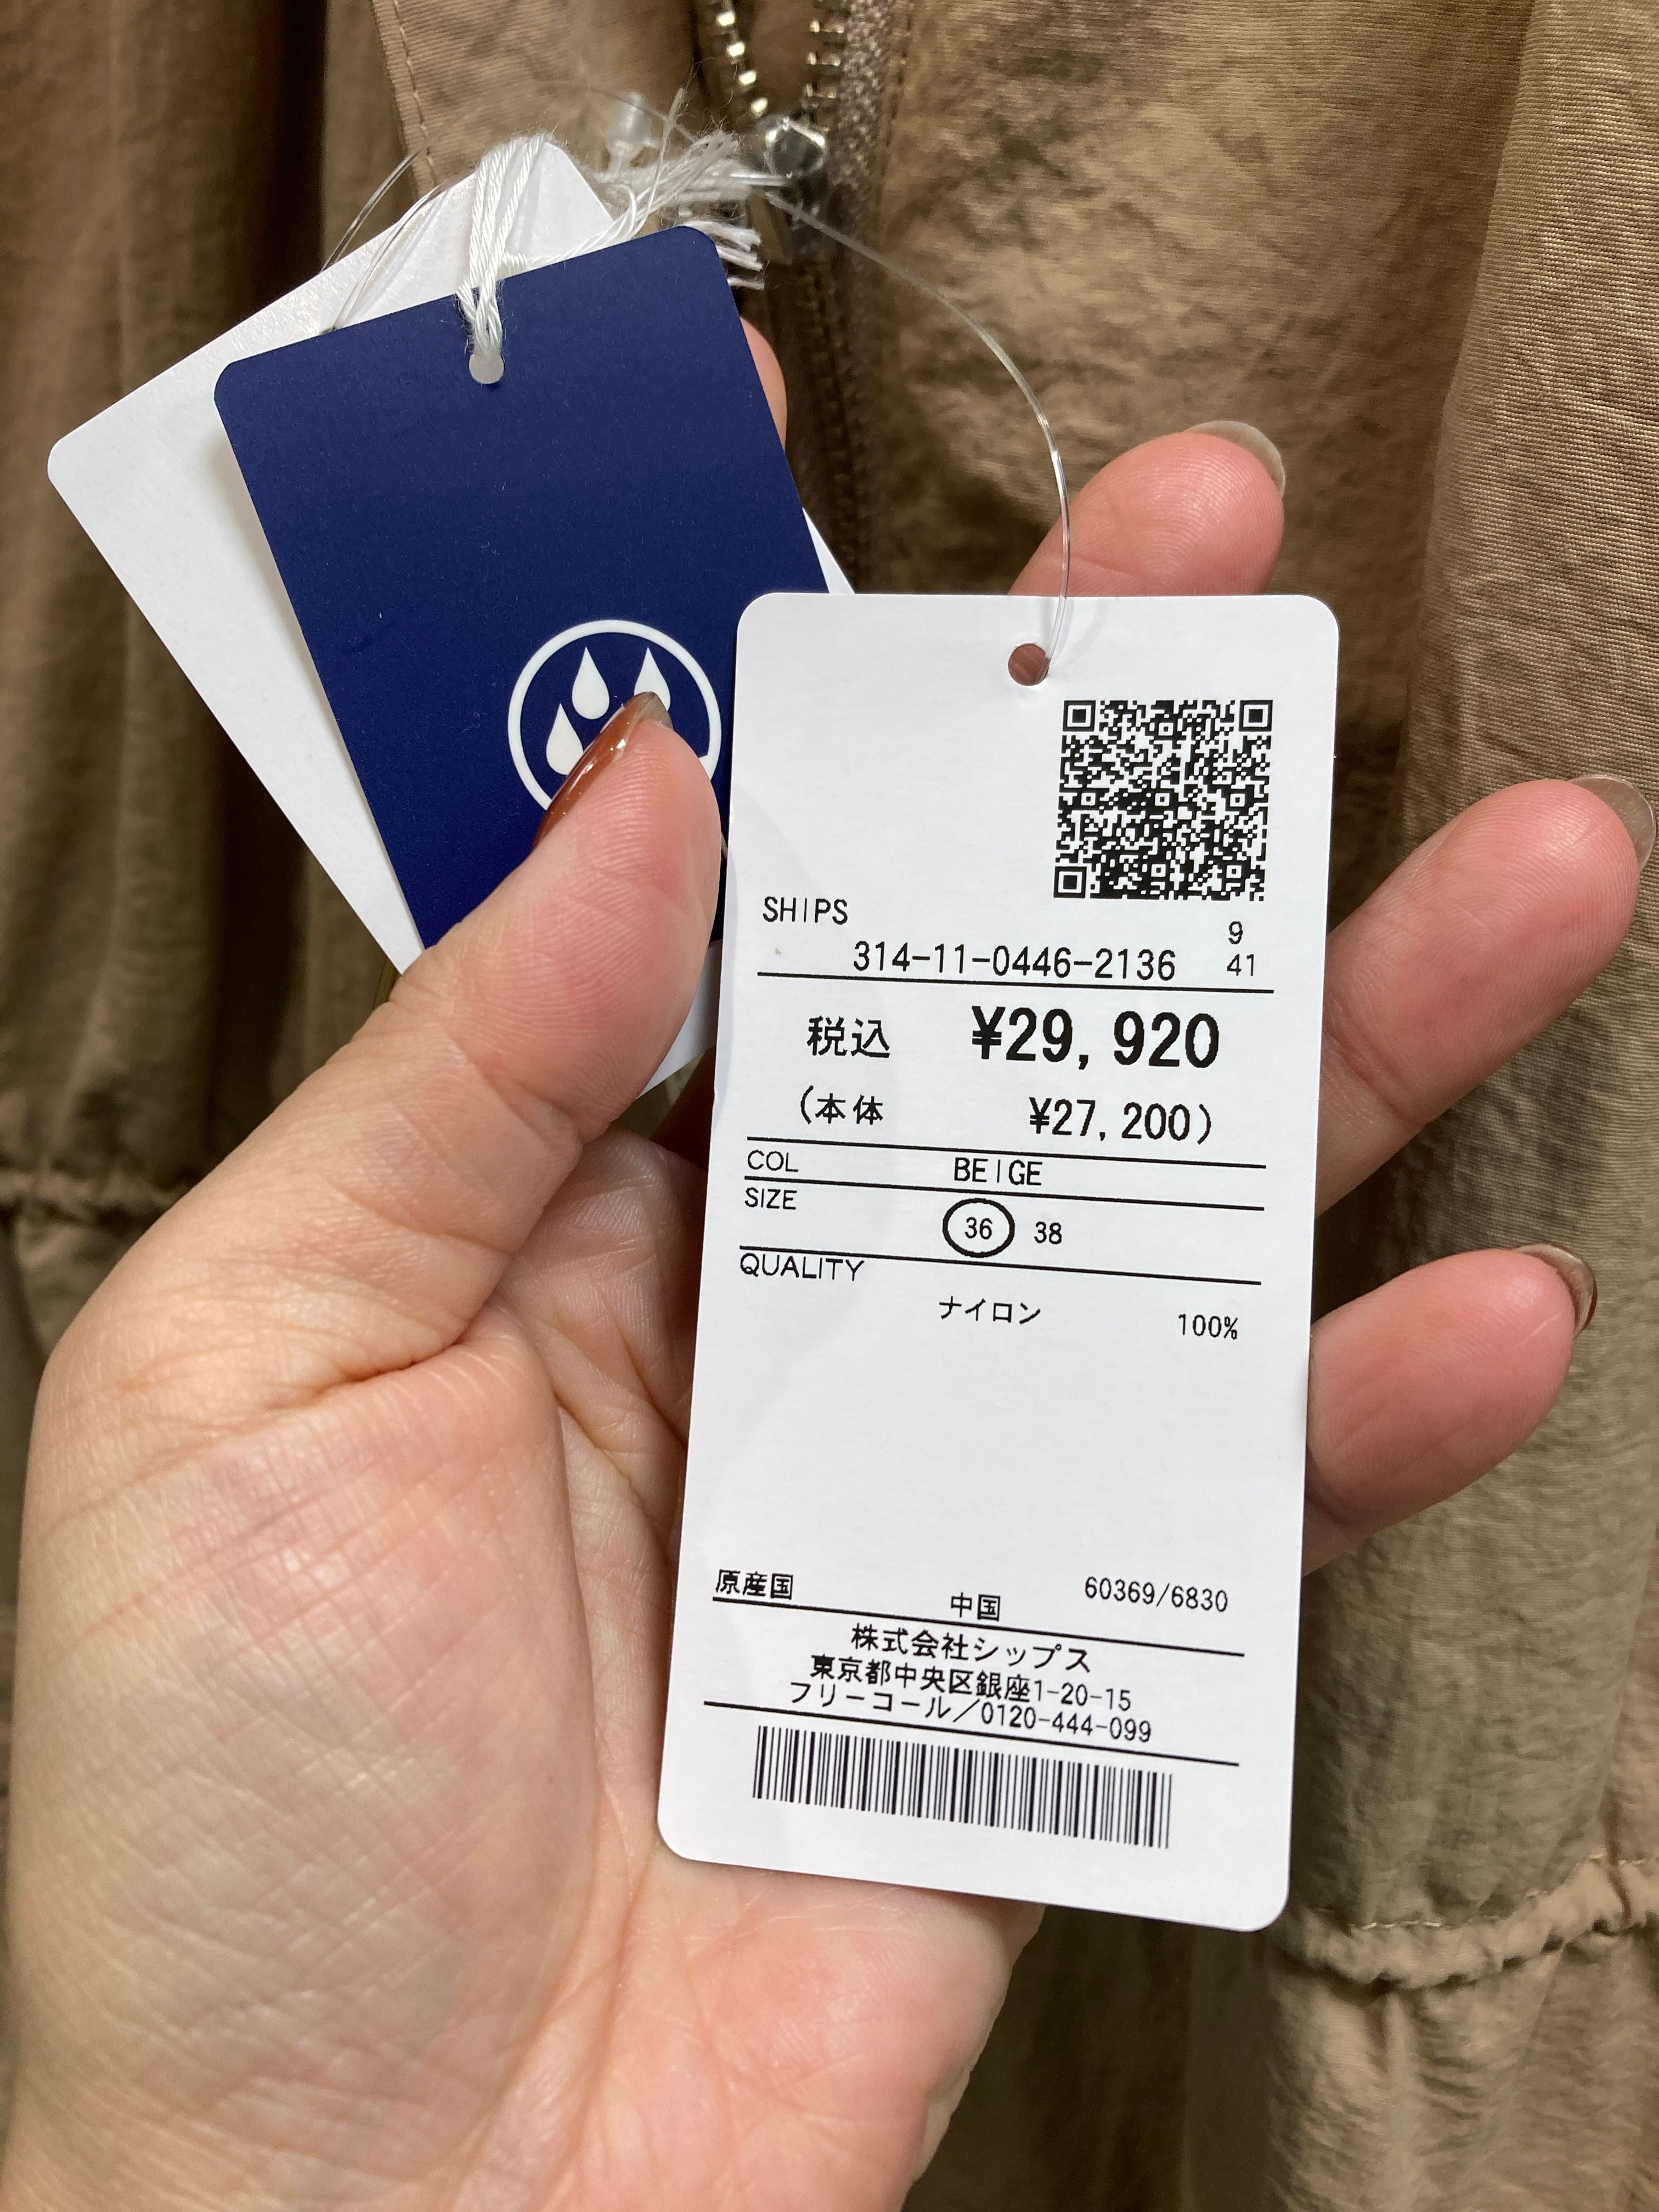 SHIPS
9
314-11-0446-2136 41
税込 ¥29,920
(本体 ¥27,200)
COL BEIGE
SIZE 36 38
QUALITY
ナイロン 100%
原産国 中国 60369/6830
株式会社シップス
東京都中央区銀座1-20-15
フリーコール／0120-444-099